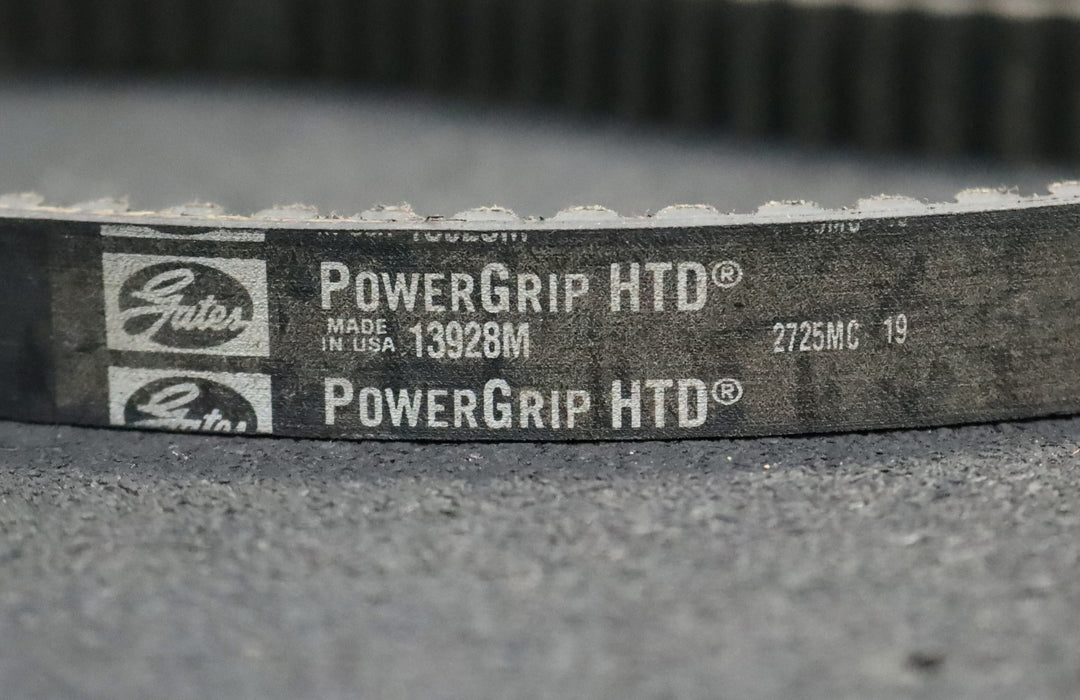 Gates
POWERGRIP HTD®
MADE IN USA 13928M 2725MC 19
Gates
POWERGRIP HTD®